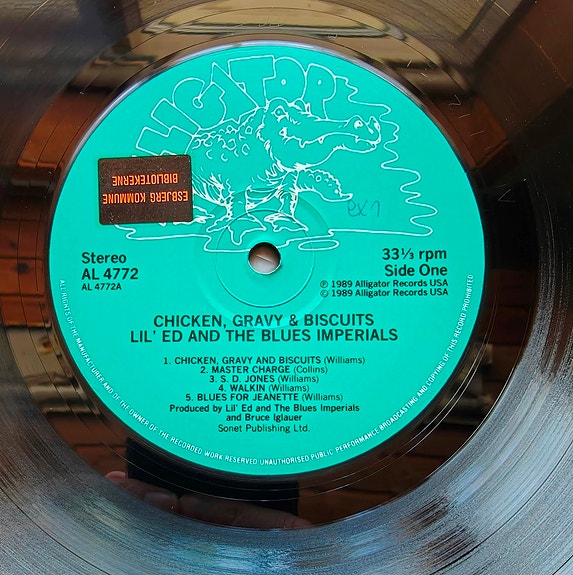 ALLIGATOR
ESBJERG KOMMUNE
BIBLIOTEKERNE
ex 1
Stereo
AL 4772
AL 4772A
33⅓ rpm
Side One
℗ 1989 Alligator Records USA
© 1989 Alligator Records USA
CHICKEN, GRAVY & BISCUITS
LIL' ED AND THE BLUES IMPERIALS
1. CHICKEN, GRAVY AND BISCUITS (Williams)
2. MASTER CHARGE (Collins)
3. S. D. JONES (Williams)
4. WALKIN (Williams)
5. BLUES FOR JEANETTE (Williams)
Produced by Lil' Ed and The Blues Imperials
and Bruce Iglauer
Sonet Publishing Ltd.
ALL RIGHTS OF THE MANUFACTURER AND OF THE OWNER OF THE RECORDED WORK RESERVED UNAUTHORISED PUBLIC PERFORMANCE BROADCASTING AND COPYING OF THIS RECORD PROHIBITED